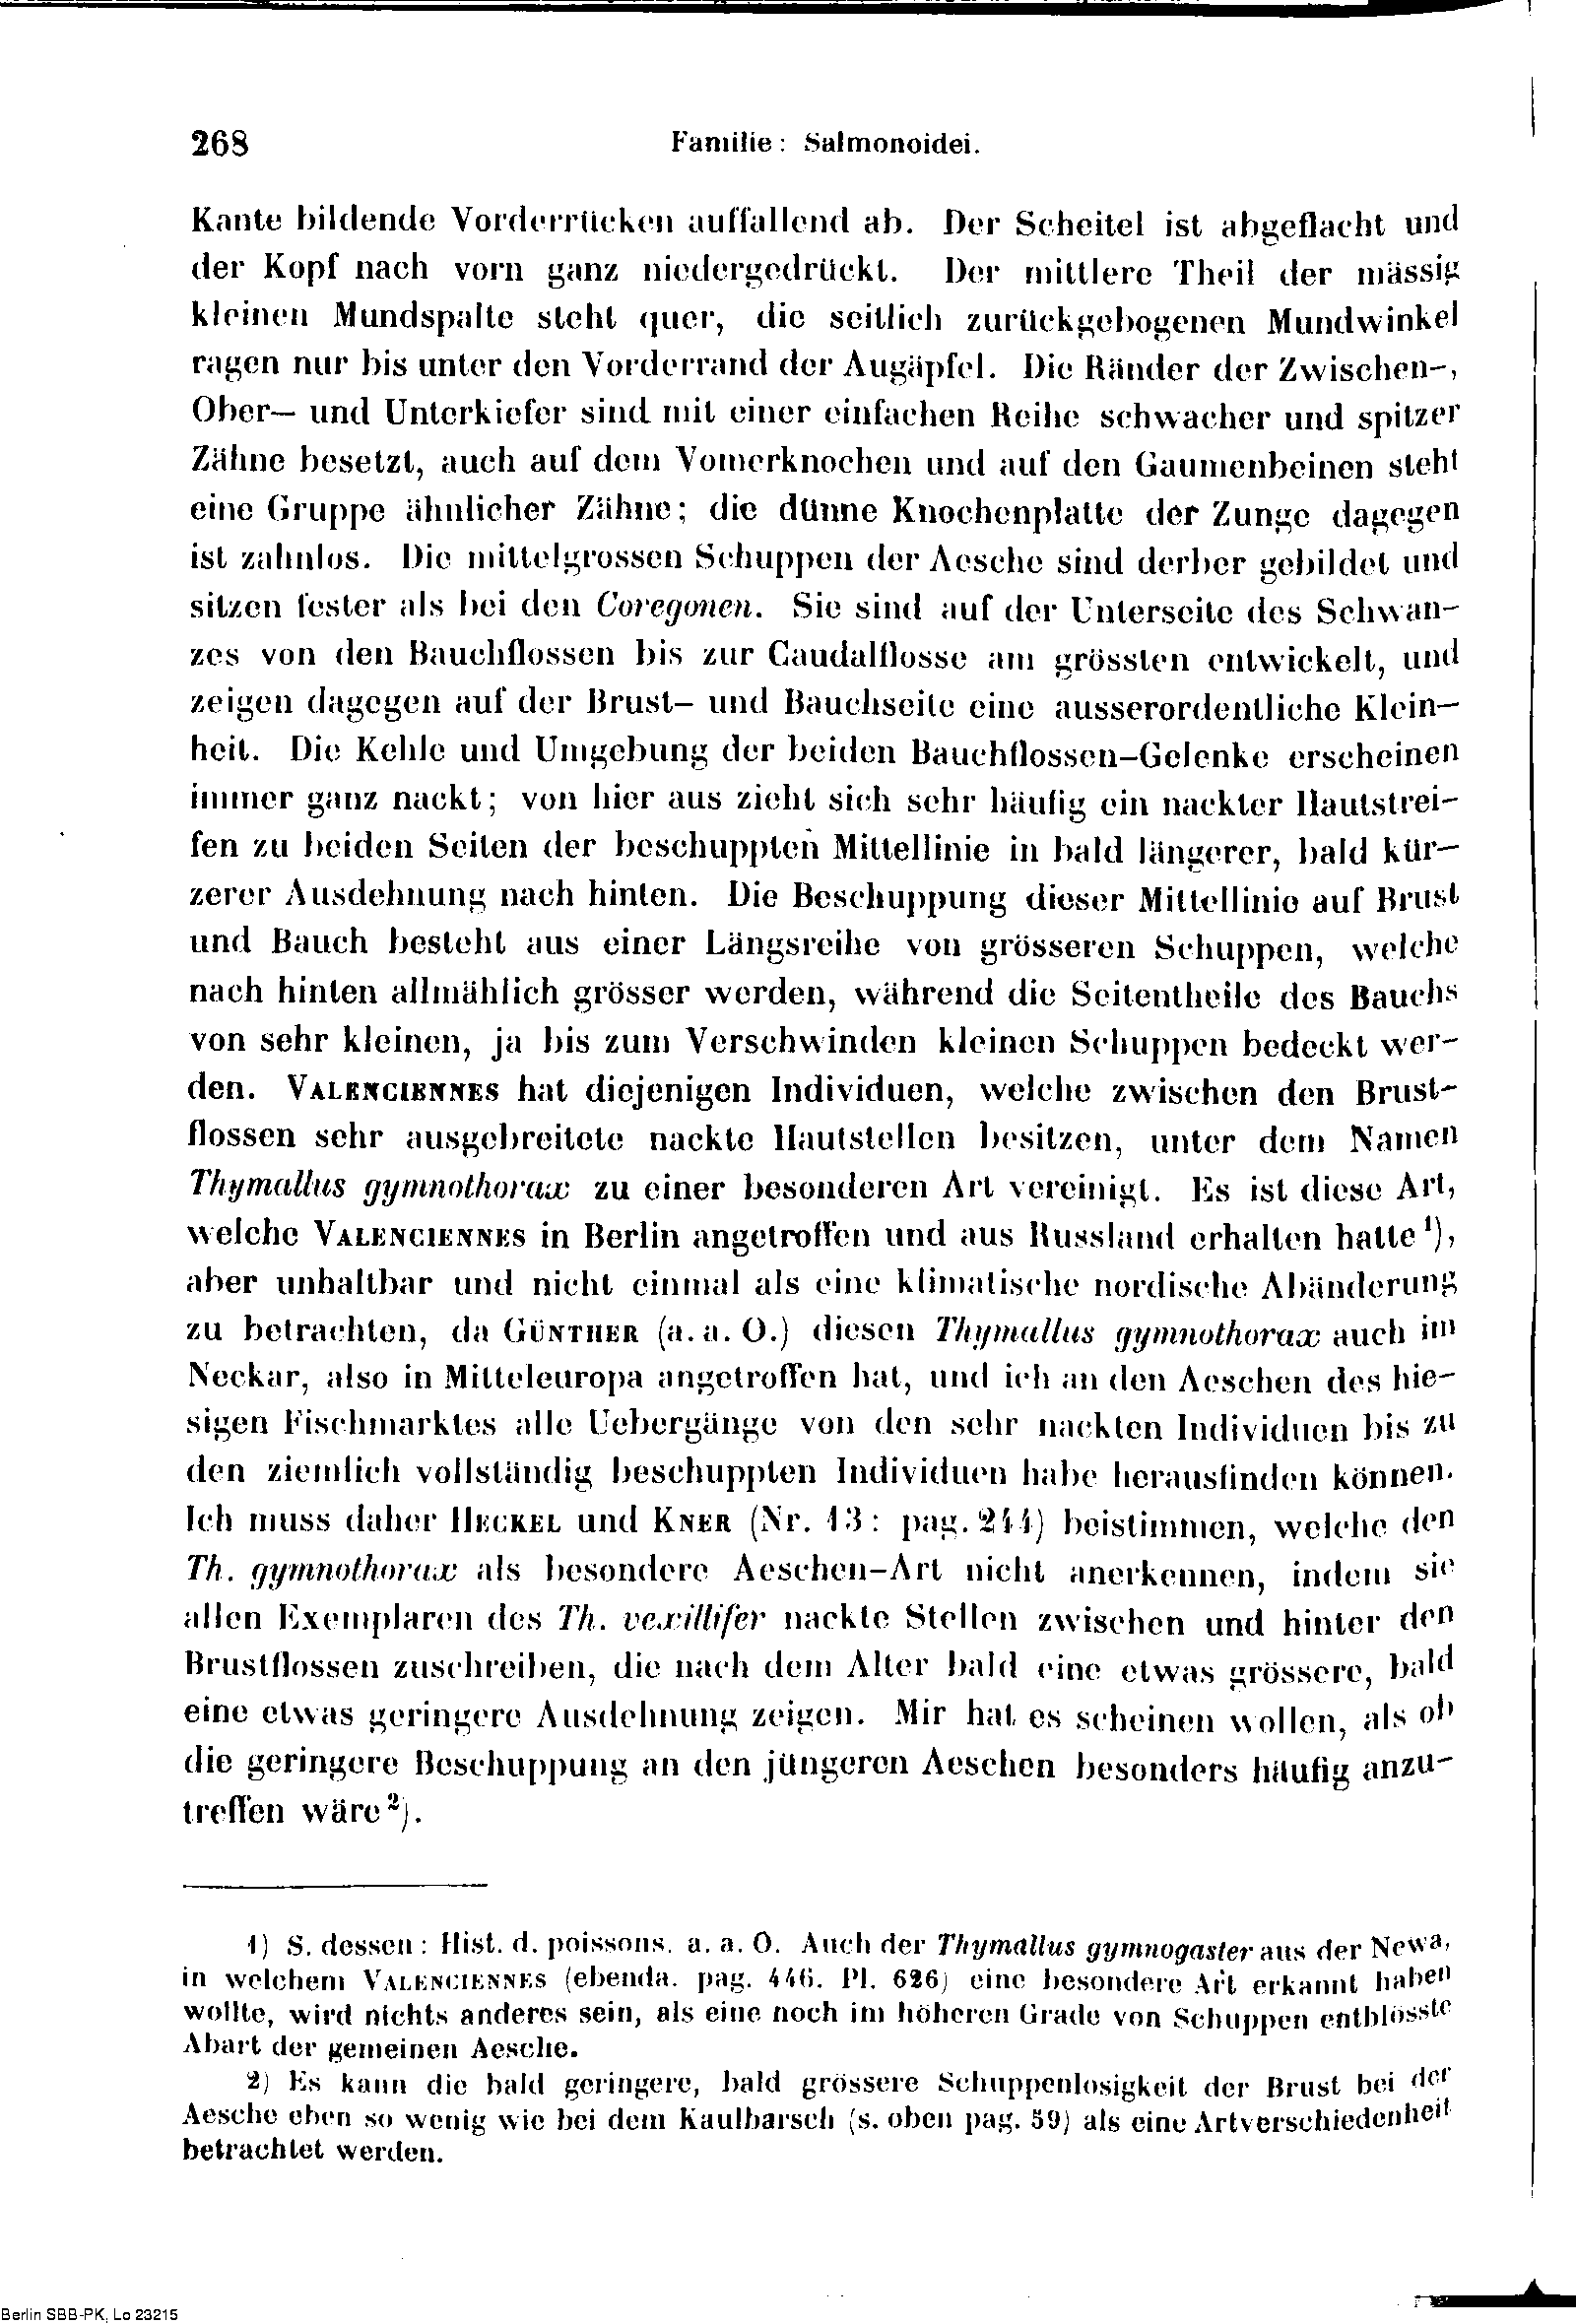 268 Familie: Salmonoidei.
Kante bildende Vorderrücken auffallend ab. Der Scheitel ist abgeflacht und
der Kopf nach vorn ganz niedergedrückt. Der mittlere Theil der mässig
kleinen Mundspalte steht quer, die seitlich zurückgebogenen Mundwinkel
ragen nur bis unter den Vorderrand der Augäpfel. Die Ränder der Zwischen-,
Ober- und Unterkiefer sind mit einer einfachen Reihe schwacher und spitzer
Zähne besetzt, auch auf dem Vomerknochen und auf den Gaumenbeinen steht
eine Gruppe ähnlicher Zähne; die dünne Knochenplatte der Zunge dagegen
ist zahnlos. Die mittelgrossen Schuppen der Aesche sind derber gebildet und
sitzen fester als bei den Coregonen. Sie sind auf der Unterseite des Schwan-
zes von den Bauchflossen bis zur Caudalflosse am grössten entwickelt, und
zeigen dagegen auf der Brust- und Bauchseite eine ausserordentliche Klein-
heit. Die Kehle und Umgebung der beiden Bauchflossen-Gelenke erscheinen
immer ganz nackt; von hier aus zieht sich sehr häufig ein nackter Hautstrei-
fen zu beiden Seiten der beschuppten Mittellinie in bald längerer, bald kür-
zerer Ausdehnung nach hinten. Die Beschuppung dieser Mittellinie auf Brust
und Bauch besteht aus einer Längsreihe von grösseren Schuppen, welche
nach hinten allmählich grösser werden, während die Seitentheile des Bauchs
von sehr kleinen, ja bis zum Verschwinden kleinen Schuppen bedeckt wer-
den. VALENCIENNES hat diejenigen Individuen, welche zwischen den Brust-
flossen sehr ausgebreitete nackte Hautstellen besitzen, unter dem Namen
Thymallus gymnothorax zu einer besonderen Art vereinigt. Es ist diese Art,
welche VALENCIENNES in Berlin angetroffen und aus Russland erhalten hatte¹),
aber unhaltbar und nicht einmal als eine klimatische nordische Abänderung
zu betrachten, da GÜNTHER (a. a. O.) diesen Thymallus gymnothorax auch im
Neckar, also in Mitteleuropa angetroffen hat, und ich an den Aeschen des hie-
sigen Fischmarktes alle Uebergänge von den sehr nackten Individuen bis zu
den ziemlich vollständig beschuppten Individuen habe herausfinden können.
Ich muss daher HECKEL und KNER (Nr. 13: pag. 244) beistimmen, welche den
Th. gymnothorax als besondere Aeschen-Art nicht anerkennen, indem sie
allen Exemplaren des Th. vexillifer nackte Stellen zwischen und hinter den
Brustflossen zuschreiben, die nach dem Alter bald eine etwas grössere, bald
eine etwas geringere Ausdehnung zeigen. Mir hat es scheinen wollen, als ob
die geringere Beschuppung an den jüngeren Aeschen besonders häufig anzu-
treffen wäre²).
1) S. dessen: Hist. d. poissons. a. a. O. Auch der Thymallus gymnogaster aus der Newa,
in welchem VALENCIENNES (ebenda. pag. 446. Pl. 626) eine besondere Art erkannt haben
wollte, wird nichts anderes sein, als eine noch im höheren Grade von Schuppen entblösste
Abart der gemeinen Aesche.
2) Es kann die bald geringere, bald grössere Schuppenlosigkeit der Brust bei der
Aesche eben so wenig wie bei dem Kaulbarsch (s. oben pag. 59) als eine Artverschiedenheit
betrachtet werden.
Berlin SBB-PK, Lo 23215